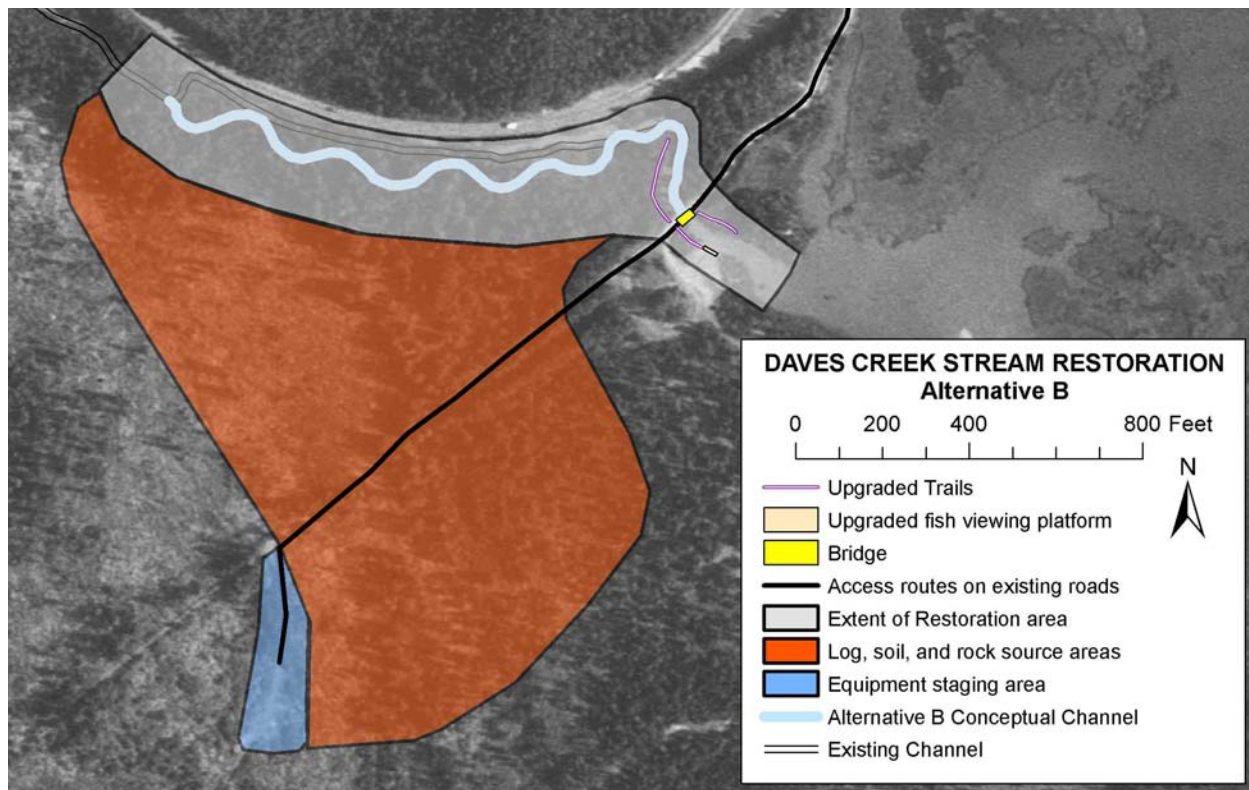 DAVES CREEK STREAM RESTORATION
Alternative B
0 200 400 800 Feet
N
Upgraded Trails
Upgraded fish viewing platform
Bridge
Access routes on existing roads
Extent of Restoration area
Log, soil, and rock source areas
Equipment staging area
Alternative B Conceptual Channel
Existing Channel